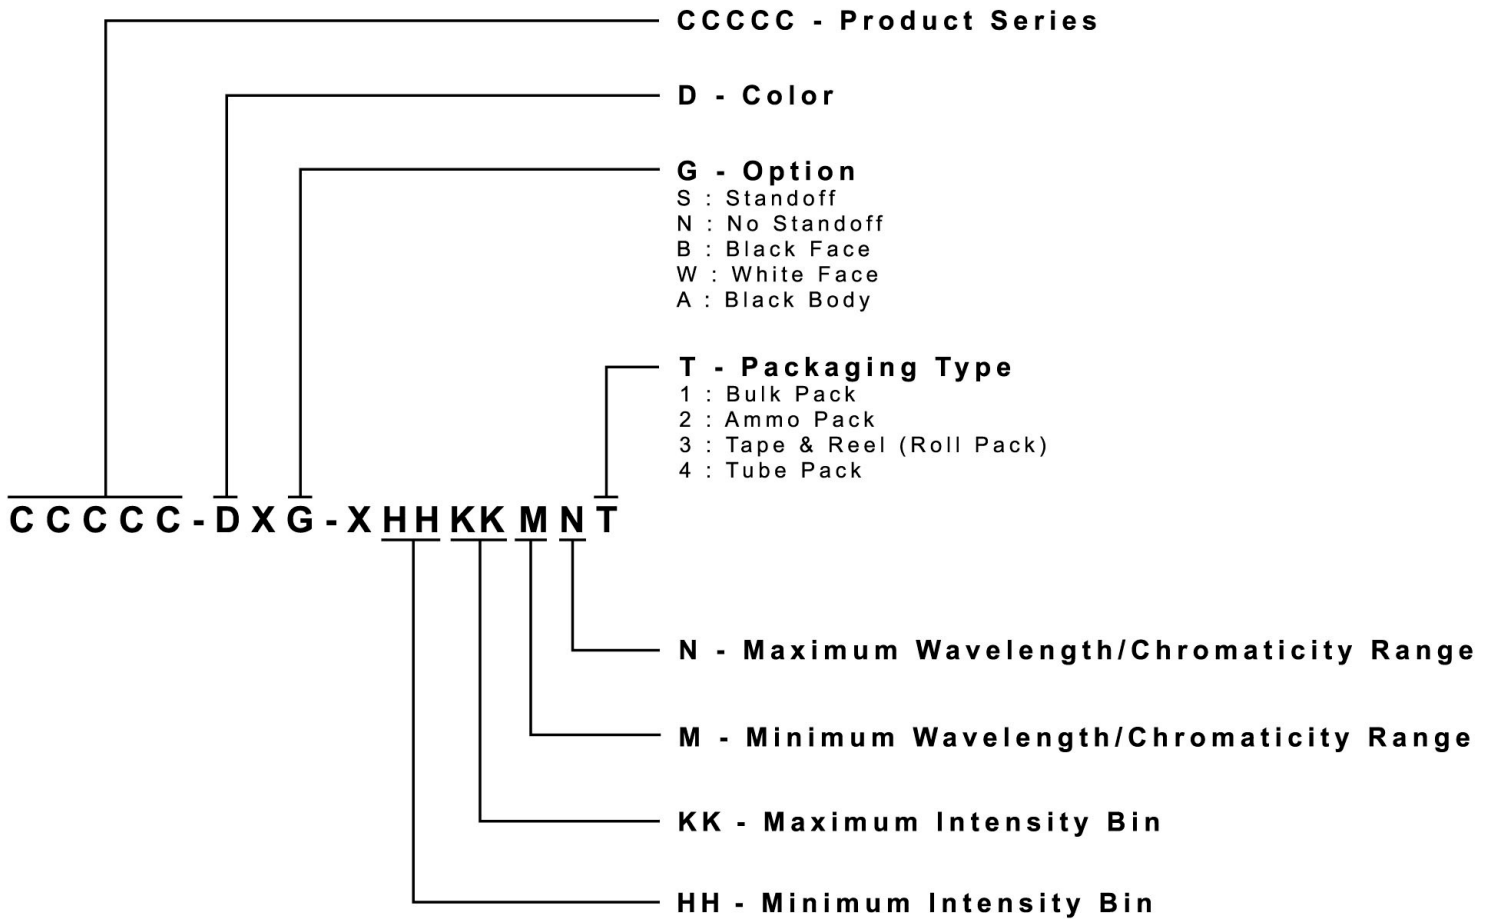 CCCCC - Product Series
D - Color
G - Option
S : Standoff
N : No Standoff
B : Black Face
W : White Face
A : Black Body
T - Packaging Type
1 : Bulk Pack
2 : Ammo Pack
3 : Tape & Reel (Roll Pack)
4 : Tube Pack
CCCCC-DXG-XHHKKMNT
N - Maximum Wavelength/Chromaticity Range
M - Minimum Wavelength/Chromaticity Range
KK - Maximum Intensity Bin
HH - Minimum Intensity Bin